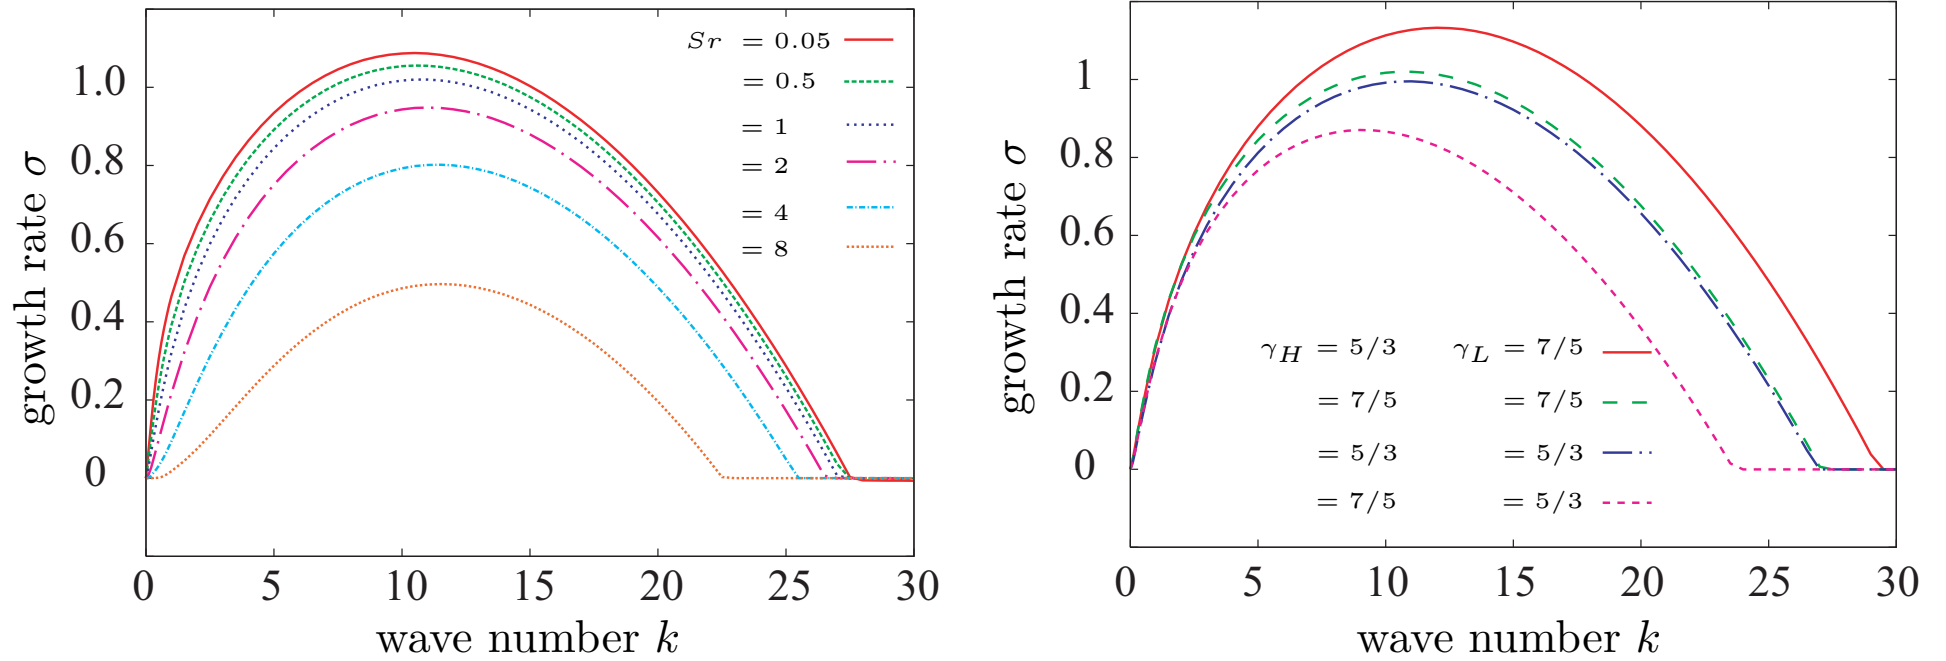 growth rate σ
1.0
0.8
0.6
0.4
0.2
0
0 5 10 15 20 25 30
wave number k
Sr = 0.05
= 0.5
= 1
= 2
= 4
= 8
growth rate σ
1
0.8
0.6
0.4
0.2
0
0 5 10 15 20 25 30
wave number k
γ_H = 5/3 γ_L = 7/5
= 7/5 = 7/5
= 5/3 = 5/3
= 7/5 = 5/3